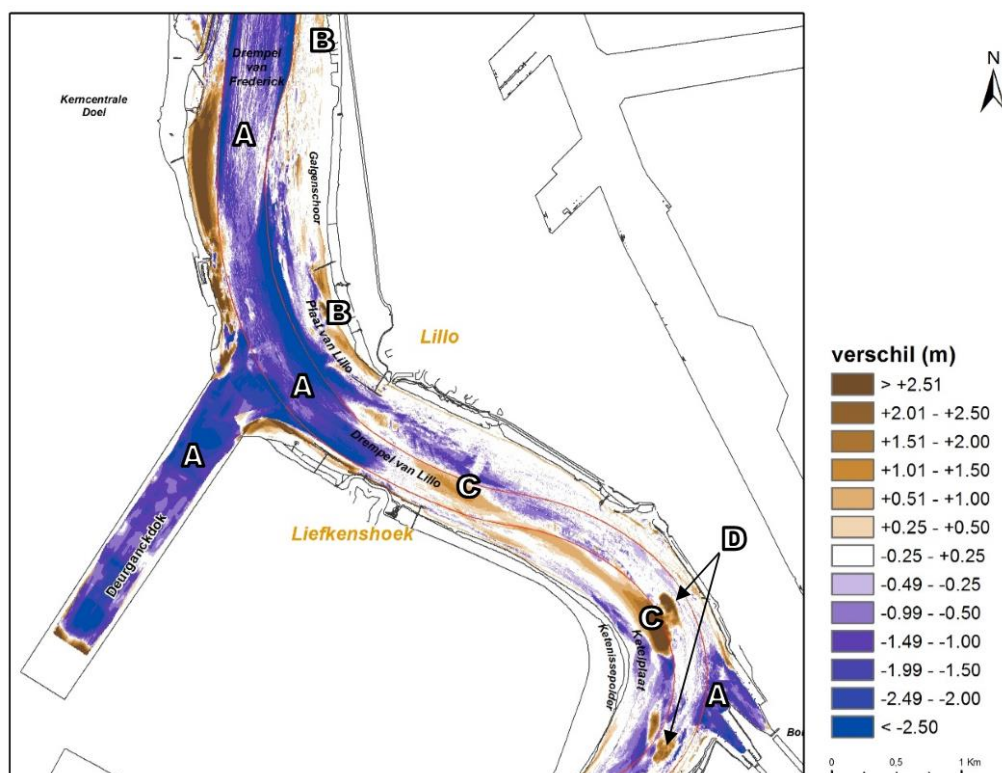 B
Drempel
van
Frederick
Kerncentrale
Doel
A
Galgenschoor
N
B
Plaat van Lillo
Lillo
A
A
Drempel van Lillo
C
Liefkenshoek
Deurganckdok
D
C
Ketelplaat
Ketenissepolder
A
Bo
verschil (m)
> +2.51
+2.01 - +2.50
+1.51 - +2.00
+1.01 - +1.50
+0.51 - +1.00
+0.25 - +0.50
-0.25 - +0.25
-0.49 - -0.25
-0.99 - -0.50
-1.49 - -1.00
-1.99 - -1.50
-2.49 - -2.00
< -2.50
0 0,5 1 Km